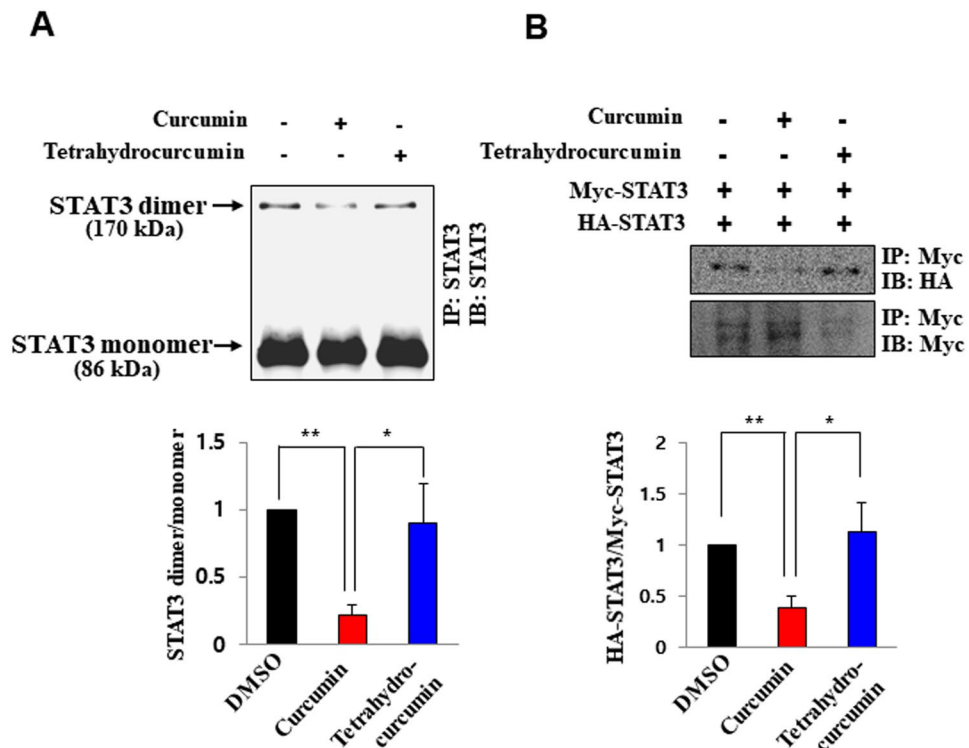 A
Curcumin - + -
Tetrahydrocurcumin - - +
STAT3 dimer
(170 kDa)
STAT3 monomer
(86 kDa)
IP: STAT3
IB: STAT3
STAT3 dimer/monomer
1.5
1
0.5
0
** *
DMSO
Curcumin
Tetrahydro-
curcumin
B
Curcumin - + -
Tetrahydrocurcumin - - +
Myc-STAT3 + + +
HA-STAT3 + + +
IP: Myc
IB: HA
IP: Myc
IB: Myc
HA-STAT3/Myc-STAT3
2
1.5
1
0.5
0
** *
DMSO
Curcumin
Tetrahydro-
curcumin